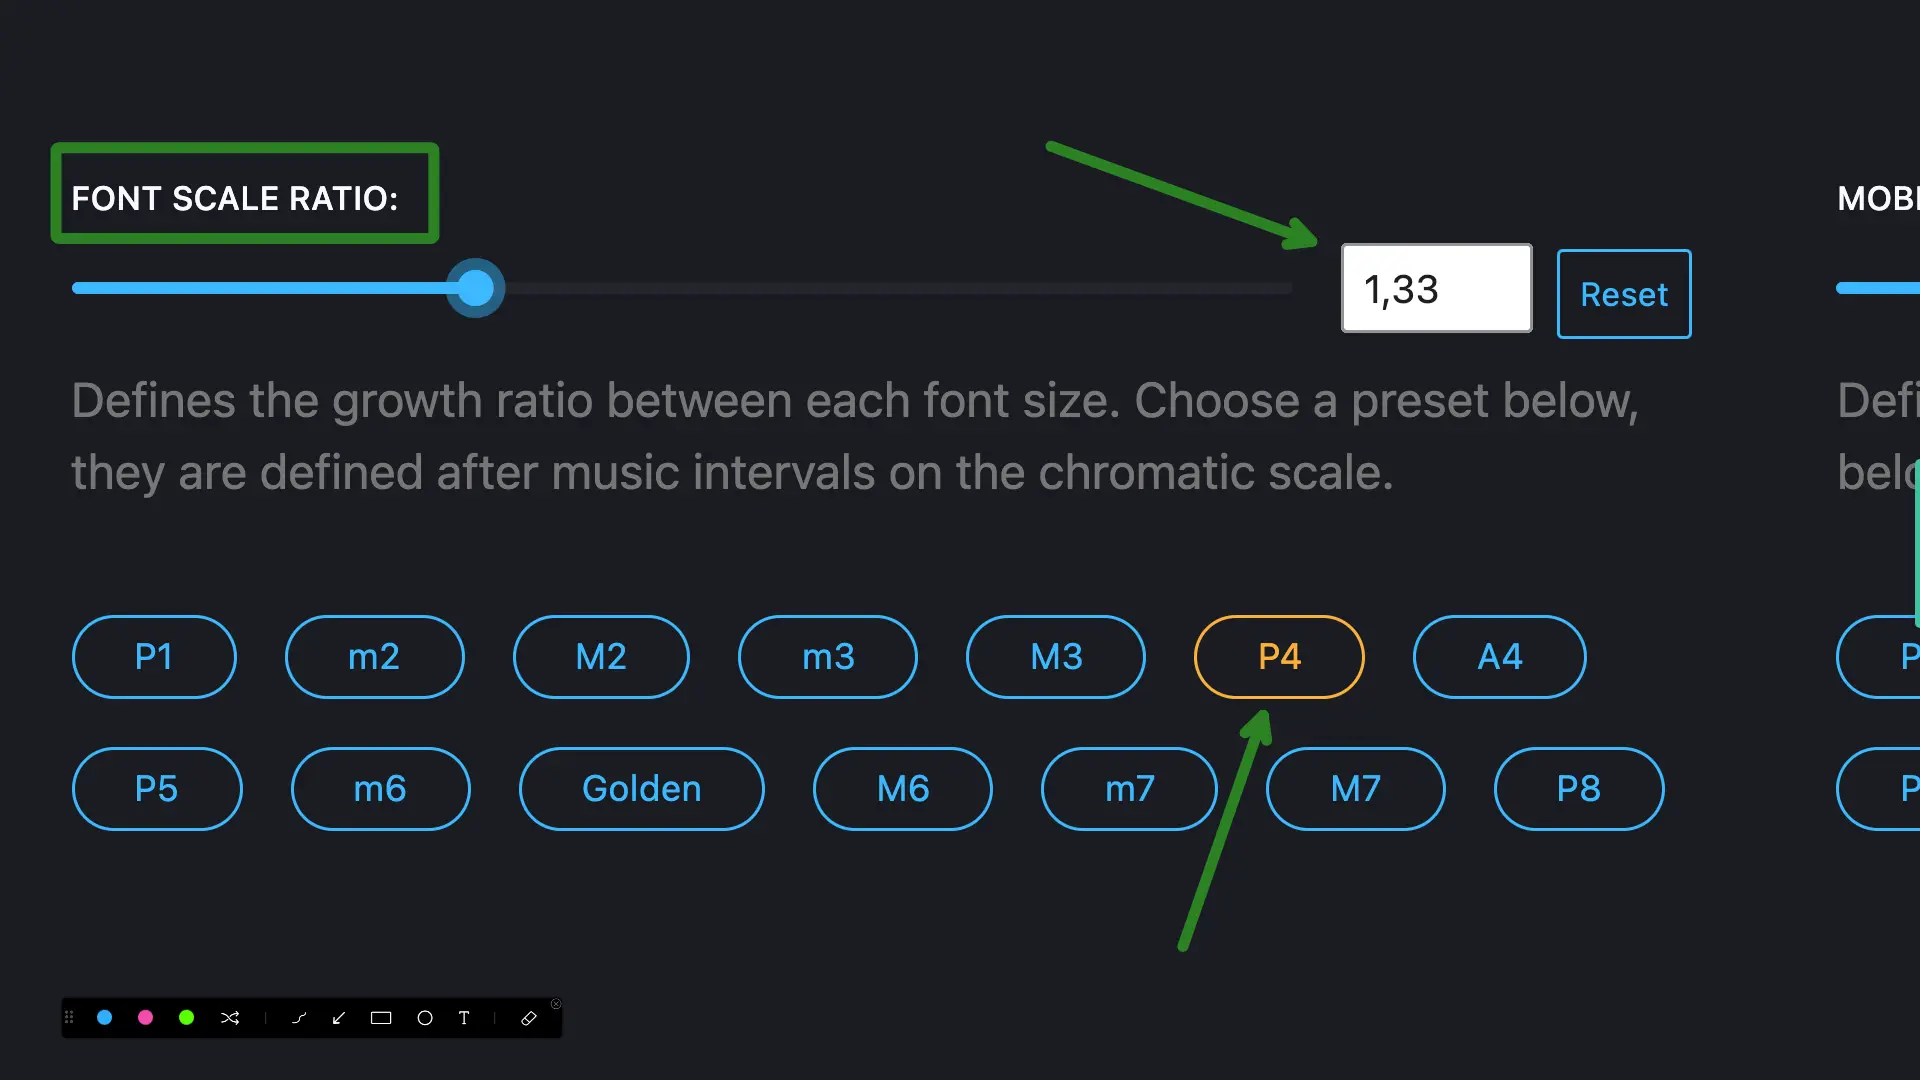 FONT SCALE RATIO:
1,33
Reset
Defines the growth ratio between each font size. Choose a preset below,
they are defined after music intervals on the chromatic scale.
P1 m2 M2 m3 M3 P4 A4
P5 m6 Golden M6 m7 M7 P8
MOBI
Defi
belo
P
P
T